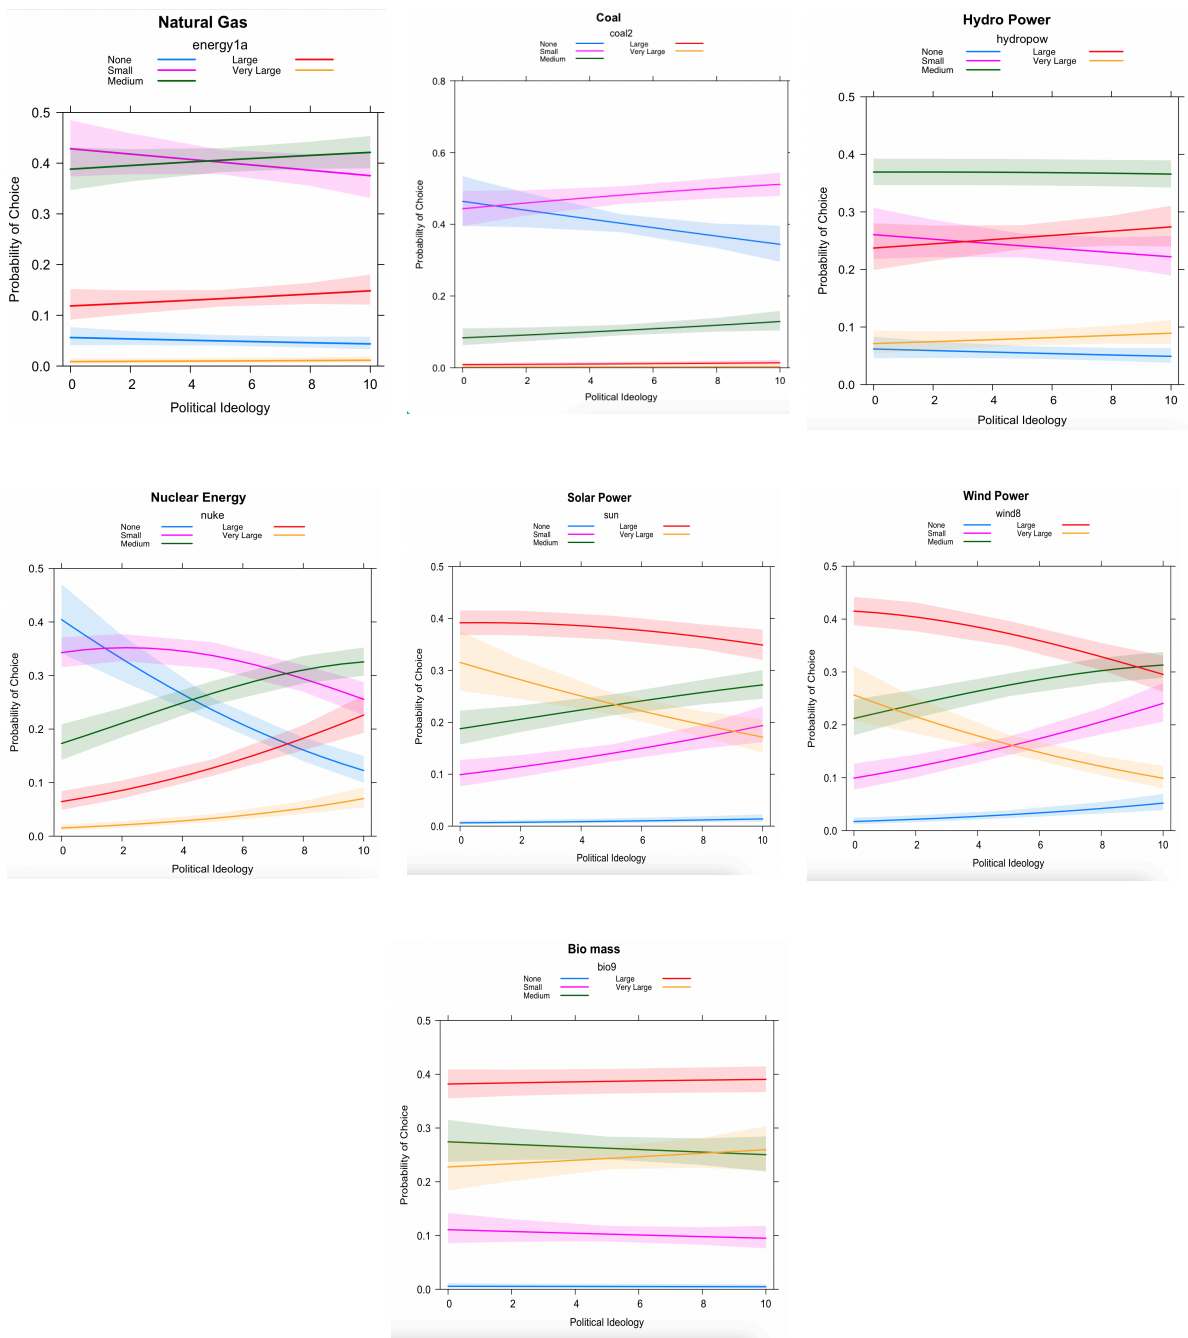 Natural Gas
energy1a
None Large
Small Very Large
Medium
0.5
0.4
0.3
0.2
0.1
0.0
0 2 4 6 8 10
Probability of Choice
Political Ideology
Coal
coal2
None Large
Small Very Large
Medium
0.8
0.6
0.4
0.2
0.0
0 2 4 6 8 10
Probability of Choice
Political Ideology
Hydro Power
hydropow
None Large
Small Very Large
Medium
0.5
0.4
0.3
0.2
0.1
0.0
0 2 4 6 8 10
Probability of Choice
Political Ideology
Nuclear Energy
nuke
None Large
Small Very Large
Medium
0.5
0.4
0.3
0.2
0.1
0.0
0 2 4 6 8 10
Probability of Choice
Political Ideology
Solar Power
sun
None Large
Small Very Large
Medium
0.5
0.4
0.3
0.2
0.1
0.0
0 2 4 6 8 10
Probability of Choice
Political Ideology
Wind Power
wind8
None Large
Small Very Large
Medium
0.5
0.4
0.3
0.2
0.1
0.0
0 2 4 6 8 10
Probability of Choice
Political Ideology
Bio mass
bio9
None Large
Small Very Large
Medium
0.5
0.4
0.3
0.2
0.1
0.0
0 2 4 6 8 10
Probability of Choice
Political Ideology